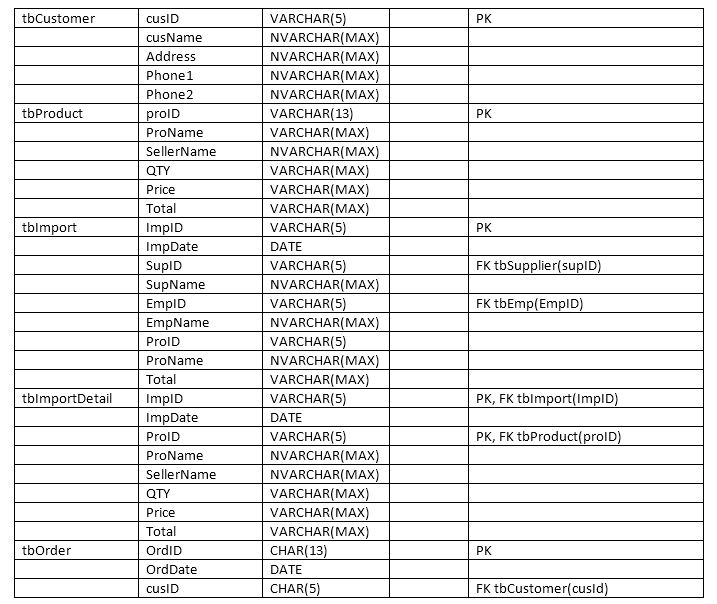 tbCustomer cusID VARCHAR(5) PK
cusName NVARCHAR(MAX)
Address NVARCHAR(MAX)
Phone1 NVARCHAR(MAX)
Phone2 NVARCHAR(MAX)
tbProduct proID VARCHAR(13) PK
ProName VARCHAR(MAX)
SellerName NVARCHAR(MAX)
QTY VARCHAR(MAX)
Price VARCHAR(MAX)
Total VARCHAR(MAX)
tbImport ImpID VARCHAR(5) PK
ImpDate DATE
SupID VARCHAR(5) FK tbSupplier(supID)
SupName NVARCHAR(MAX)
EmpID VARCHAR(5) FK tbEmp(EmpID)
EmpName NVARCHAR(MAX)
ProID VARCHAR(5)
ProName NVARCHAR(MAX)
Total VARCHAR(MAX)
tbImportDetail ImpID VARCHAR(5) PK, FK tbImport(ImpID)
ImpDate DATE
ProID VARCHAR(5) PK, FK tbProduct(proID)
ProName NVARCHAR(MAX)
SellerName NVARCHAR(MAX)
QTY VARCHAR(MAX)
Price VARCHAR(MAX)
Total VARCHAR(MAX)
tbOrder OrdID CHAR(13) PK
OrdDate DATE
cusID CHAR(5) FK tbCustomer(cusId)